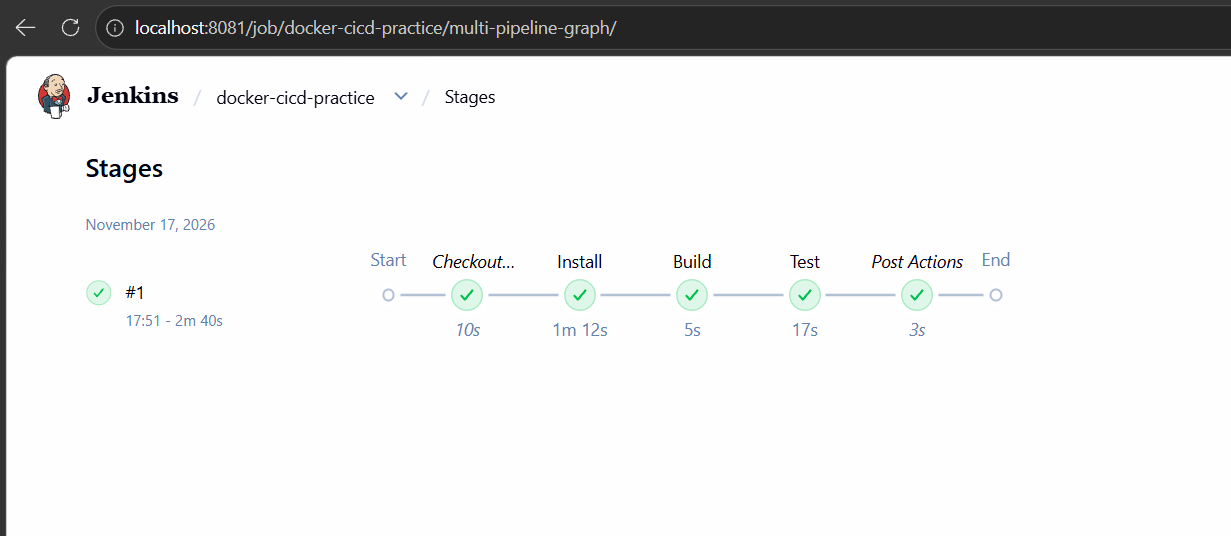 localhost:8081/job/docker-cicd-practice/multi-pipeline-graph/
Jenkins / docker-cicd-practice / Stages
Stages
November 17, 2026
Start Checkout... Install Build Test Post Actions End
#1
17:51 - 2m 40s
10s 1m 12s 5s 17s 3s